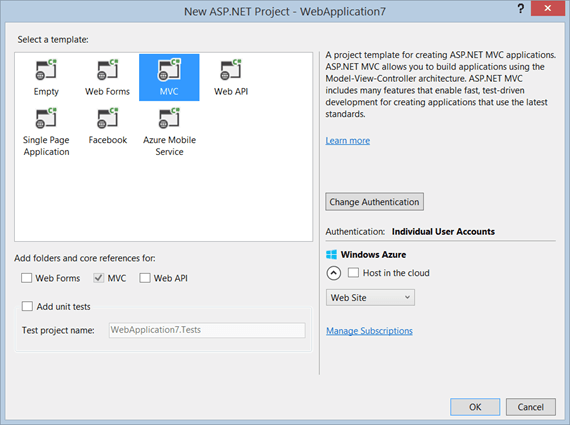 New ASP.NET Project - WebApplication7
?
Select a template:
Empty
Web Forms
MVC
Web API
Single Page
Application
Facebook
Azure Mobile
Service
A project template for creating ASP.NET MVC applications.
ASP.NET MVC allows you to build applications using the
Model-View-Controller architecture. ASP.NET MVC
includes many features that enable fast, test-driven
development for creating applications that use the latest
standards.
Learn more
Change Authentication
Authentication: Individual User Accounts
Windows Azure
Host in the cloud
Web Site
Manage Subscriptions
Add folders and core references for:
Web Forms
MVC
Web API
Add unit tests
Test project name:
WebApplication7.Tests
OK
Cancel